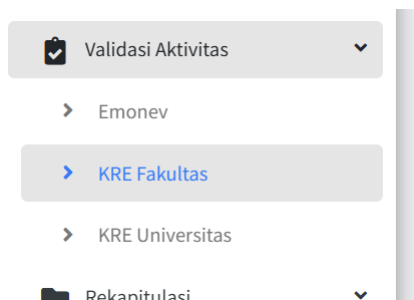 Validasi Aktivitas
Emonev
KRE Fakultas
KRE Universitas
Rekapitulasi